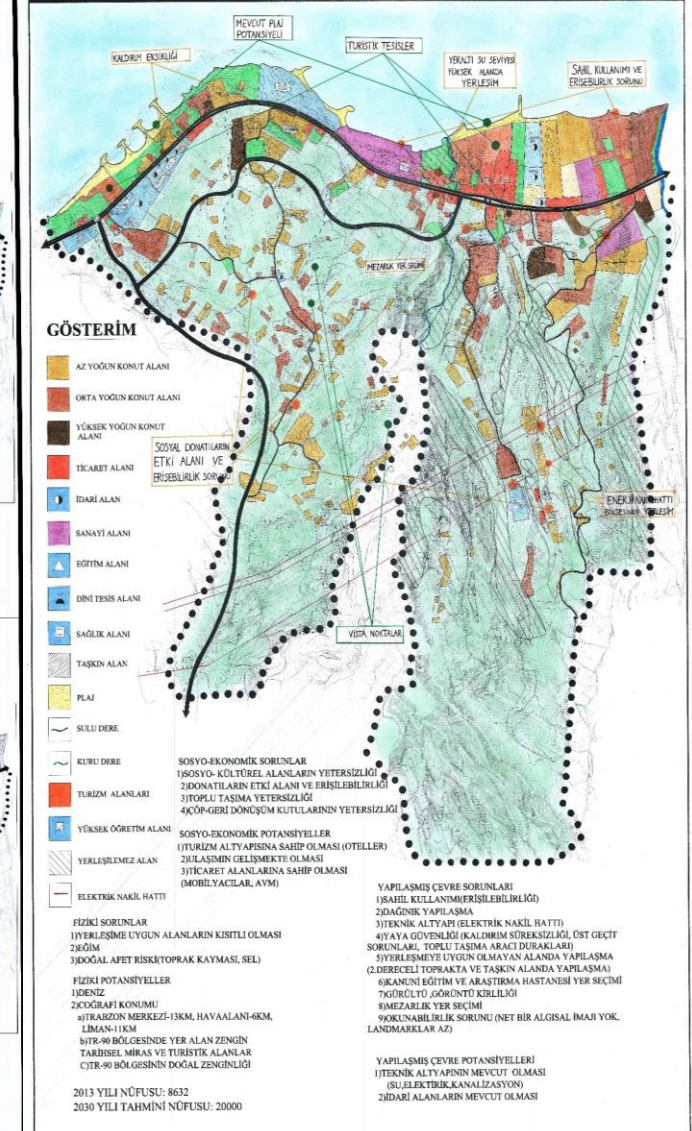 MEVCUT PLAJ
POTANSİYELİ
KALDIRIM EKSİKLİĞİ
TURİSTİK TESİSLER
YERALTI SU SEVİYESİ
YÜKSEK ALANDA
YERLEŞİM
SAHİL KULLANIMI VE
ERİŞEBİLİRLİK SORUNU
MEZARLIK YER SEÇİMİ
GÖSTERİM
AZ YOĞUN KONUT ALANI
ORTA YOĞUN KONUT ALANI
YÜKSEK YOĞUN KONUT
ALANI
TİCARET ALANI
İDARİ ALAN
SANAYİ ALANI
EĞİTİM ALANI
DİNİ TESİS ALANI
SAĞLIK ALANI
TAŞKIN ALAN
PLAJ
SULU DERE
KURU DERE
TURİZM ALANLARI
YÜKSEK ÖĞRETİM ALANI
YERLEŞİLEMEZ ALAN
ELEKTRİK NAKİL HATTI
SOSYAL DONATILARIN
ETKİ ALANI VE
ERİŞEBİLİRLİK SORUNU
ENERJİ NAKİL HATTI
BÖLGESİNDE YERLEŞİM
VİSTA NOKTALAR
SOSYO-EKONOMİK SORUNLAR
1)SOSYO- KÜLTÜREL ALANLARIN YETERSİZLİĞİ
2)DONATILARIN ETKİ ALANI VE ERİŞİLEBİLİRLİĞİ
3)TOPLU TAŞIMA YETERSİZLİĞİ
4)ÇÖP-GERİ DÖNÜŞÜM KUTULARININ YETERSİZLİĞİ
SOSYO-EKONOMİK POTANSİYELLER
1)TURİZM ALTYAPISINA SAHİP OLMASI (OTELLER)
2)ULAŞIMIN GELİŞMEKTE OLMASI
3)TİCARET ALANLARINA SAHİP OLMASI
(MOBİLYACILAR, AVM)
FİZİKİ SORUNLAR
1)YERLEŞİME UYGUN ALANLARIN KISITLI OLMASI
2)EĞİM
3)DOĞAL AFET RİSKİ(TOPRAK KAYMASI, SEL)
FİZİKİ POTANSİYELLER
1)DENİZ
2)COĞRAFİ KONUMU
a)TRABZON MERKEZİ-13KM, HAVAALANI-6KM,
LİMAN-11KM
b)TR-90 BÖLGESİNDE YER ALAN ZENGİN
TARİHSEL MİRAS VE TURİSTİK ALANLAR
C)TR-90 BÖLGESİNİN DOĞAL ZENGİNLİĞİ
2013 YILI NÜFUSU: 8632
2030 YILI TAHMİNİ NÜFUSU: 20000
YAPILAŞMIŞ ÇEVRE SORUNLARI
1)SAHİL KULLANIMI(ERİŞİLEBİLİRLİĞİ)
2)DAĞINIK YAPILAŞMA
3)TEKNİK ALTYAPI (ELEKTRİK NAKİL HATTI)
4)YAYA GÜVENLİĞİ (KALDIRIM SÜREKSİZLİĞİ, ÜST GEÇİT
SORUNLARI, TOPLU TAŞIMA ARACI DURAKLARI)
5)YERLEŞMEYE UYGUN OLMAYAN ALANDA YAPILAŞMA
(2.DERECELİ TOPRAKTA VE TAŞKIN ALANDA YAPILAŞMA)
6)KANUNİ EĞİTİM VE ARAŞTIRMA HASTANESİ YER SEÇİMİ
7)GÜRÜLTÜ ,GÖRÜNTÜ KİRLİLİĞİ
8)MEZARLIK YER SEÇİMİ
9)OKUNABİLİRLİK SORUNU (NET BİR ALGISAL İMAJI YOK,
LANDMARKLAR AZ)
YAPILAŞMIŞ ÇEVRE POTANSİYELLERİ
1)TEKNİK ALTYAPININ MEVCUT OLMASI
(SU,ELEKTİRİK,KANALİZASYON)
2)İDARİ ALANLARIN MEVCUT OLMASI